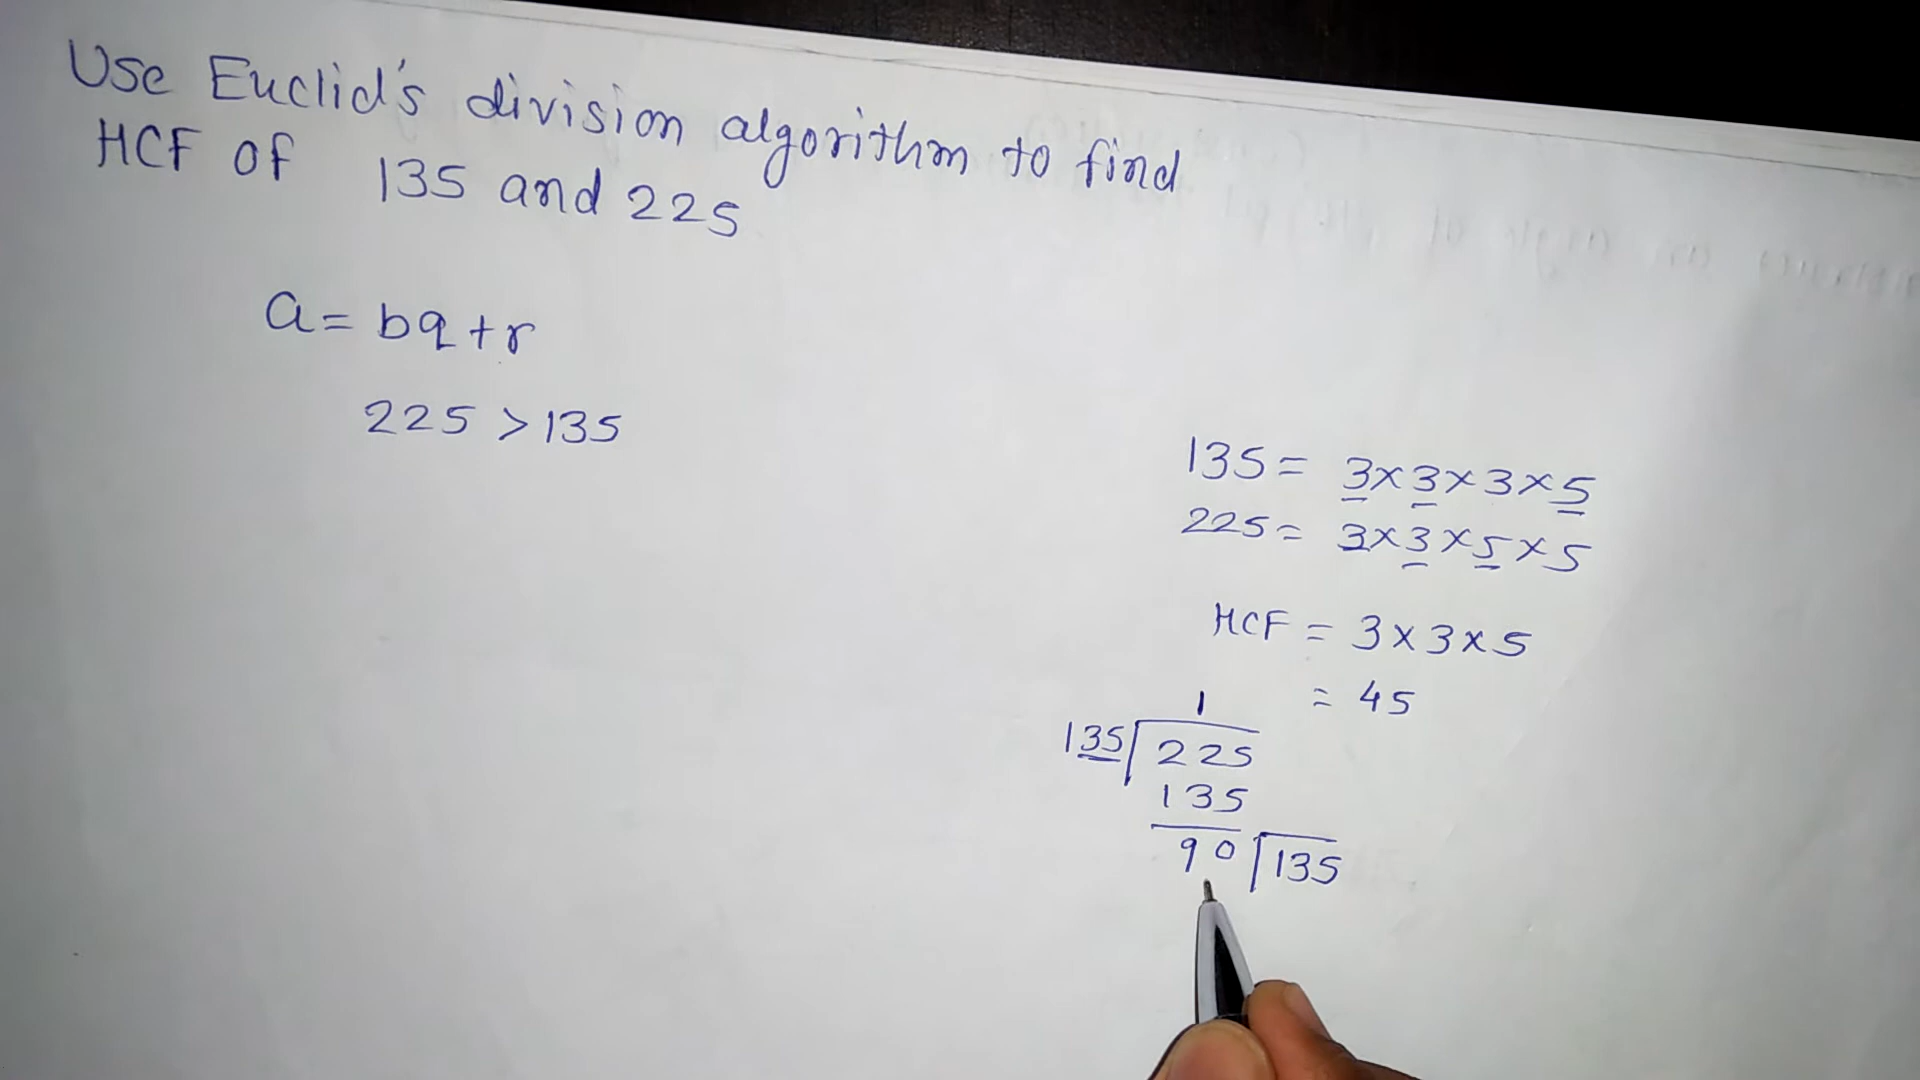 Use Euclid's division algorithm to find
HCF of 135 and 225
a = bq + r
225 > 135
135 = 3 × 3 × 3 × 5
225 = 3 × 3 × 5 × 5
HCF = 3 × 3 × 5
= 45
1
135 225
135
90 135